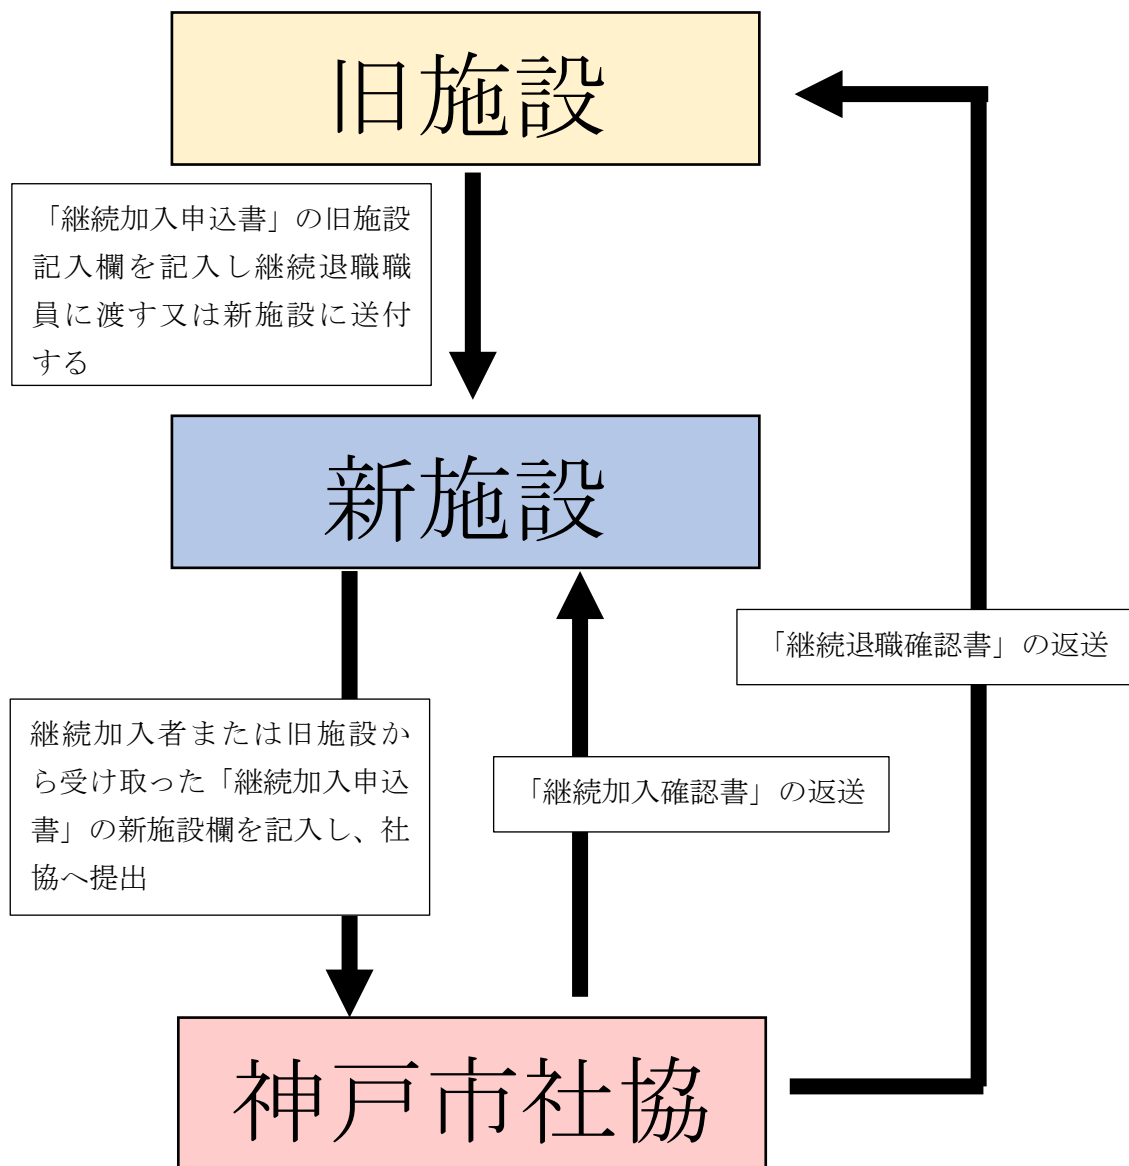 旧施設
「継続加入申込書」の旧施設
記入欄を記入し継続退職職
員に渡す又は新施設に送付
する
新施設
「継続退職確認書」の返送
継続加入者または旧施設か
ら受け取った「継続加入申込
書」の新施設欄を記入し、社
協へ提出
「継続加入確認書」の返送
神戸市社協